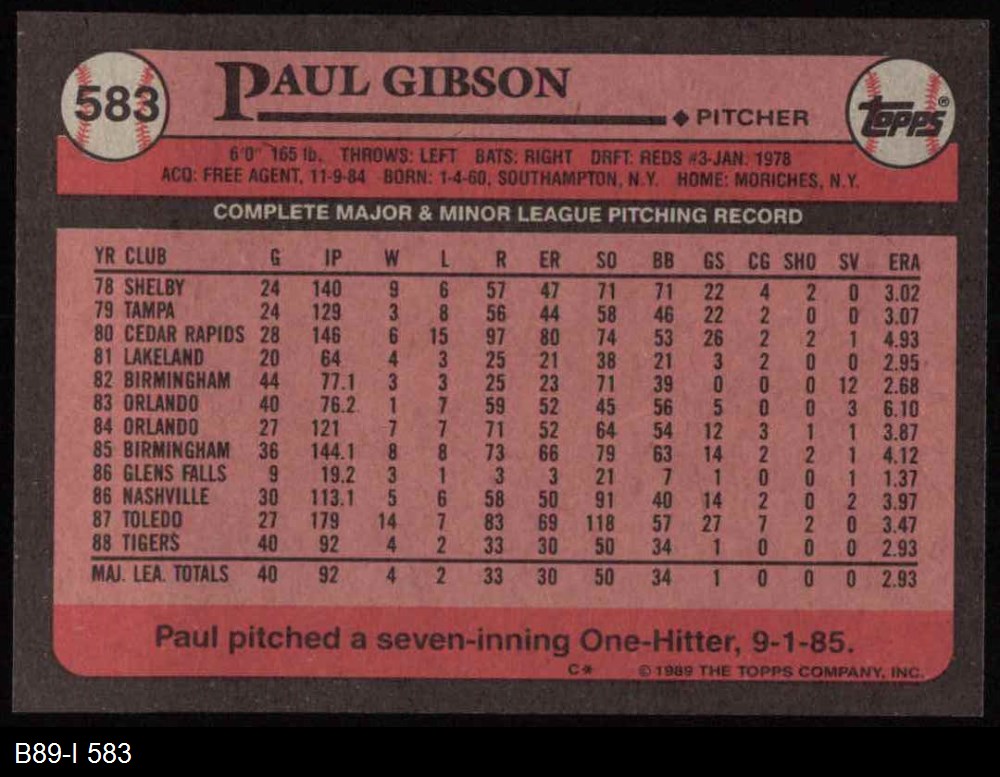 583
PAUL GIBSON
◆ PITCHER
TOPPS®
6'0" 165 lb. THROWS: LEFT BATS: RIGHT DRFT: REDS #3-JAN. 1978
ACQ: FREE AGENT, 11-9-84 BORN: 1-4-60, SOUTHAMPTON, N.Y. HOME: MORICHES, N.Y.
COMPLETE MAJOR & MINOR LEAGUE PITCHING RECORD
YR CLUB G IP W L R ER SO BB GS CG SHO SV ERA
78 SHELBY 24 140 9 6 57 47 71 71 22 4 2 0 3.02
79 TAMPA 24 129 3 8 56 44 58 46 22 2 0 0 3.07
80 CEDAR RAPIDS 28 146 6 15 97 80 74 53 26 2 2 1 4.93
81 LAKELAND 20 64 4 3 25 21 38 21 3 2 0 0 2.95
82 BIRMINGHAM 44 77.1 3 3 25 23 71 39 0 0 0 12 2.68
83 ORLANDO 40 76.2 1 7 59 52 45 56 5 0 0 3 6.10
84 ORLANDO 27 121 7 7 71 52 64 54 12 3 1 1 3.87
85 BIRMINGHAM 36 144.1 8 8 73 66 79 63 14 2 2 1 4.12
86 GLENS FALLS 9 19.2 3 1 3 3 21 7 1 0 0 1 1.37
86 NASHVILLE 30 113.1 5 6 58 50 91 40 14 2 0 2 3.97
87 TOLEDO 27 179 14 7 83 69 118 57 27 7 2 0 3.47
88 TIGERS 40 92 4 2 33 30 50 34 1 0 0 0 2.93
MAJ. LEA. TOTALS 40 92 4 2 33 30 50 34 1 0 0 0 2.93
Paul pitched a seven-inning One-Hitter, 9-1-85.
C* © 1989 THE TOPPS COMPANY, INC.
B89-I 583